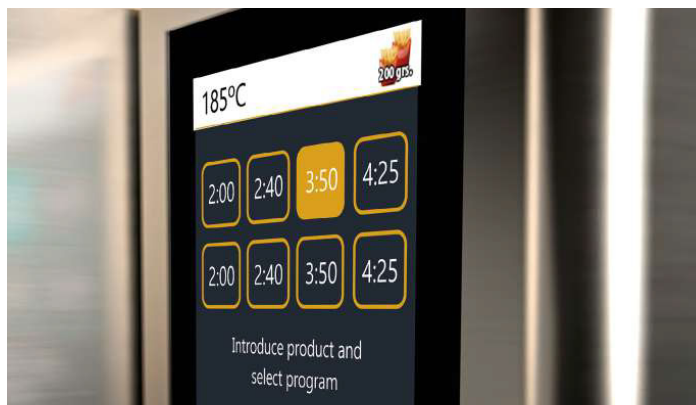 185ºC
200 grs.
2:00 2:40 3:50 4:25
2:00 2:40 3:50 4:25
Introduce product and
select program